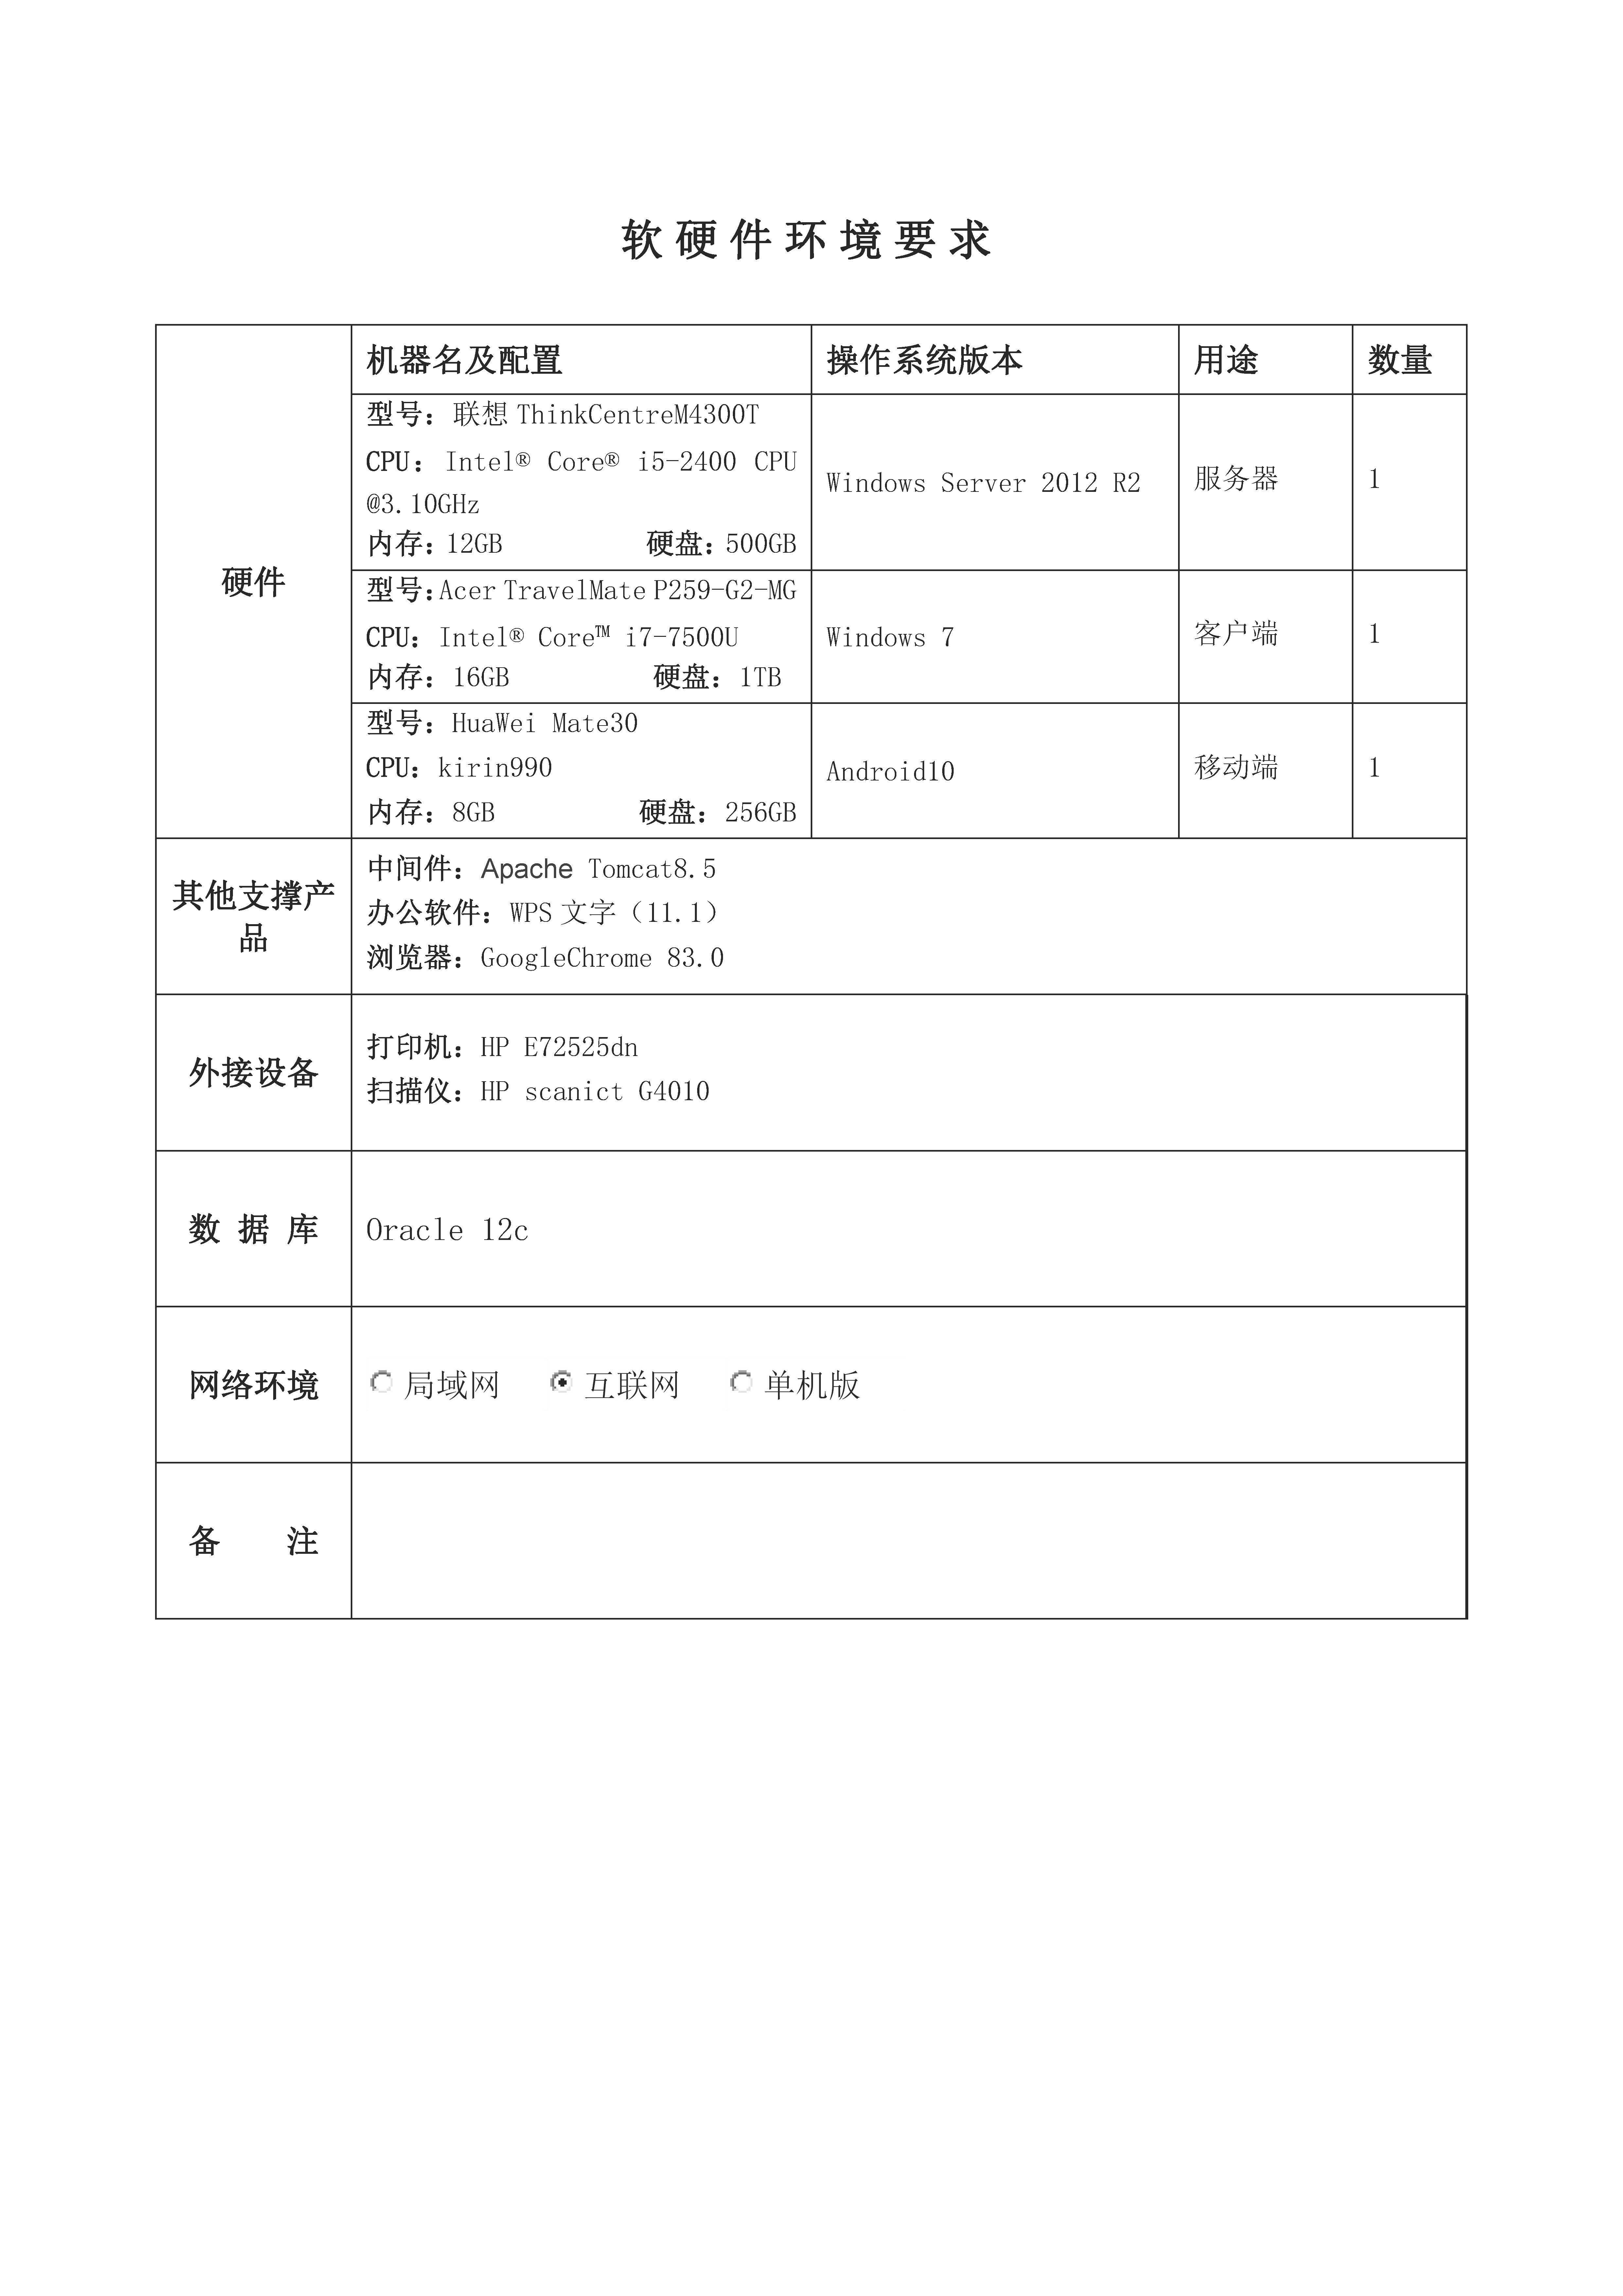 软硬件环境要求
机器名及配置 操作系统版本 用途 数量
硬件
型号：联想 ThinkCentreM4300T
CPU：Intel® Core® i5-2400 CPU
@3.10GHz
内存：12GB 硬盘：500GB
Windows Server 2012 R2 服务器 1
型号：Acer TravelMate P259-G2-MG
CPU：Intel® Core™ i7-7500U
内存：16GB 硬盘：1TB
Windows 7 客户端 1
型号：HuaWei Mate30
CPU：kirin990
内存：8GB 硬盘：256GB
Android10 移动端 1
其他支撑产
品
中间件：Apache Tomcat8.5
办公软件：WPS 文字（11.1）
浏览器：GoogleChrome 83.0
外接设备
打印机：HP E72525dn
扫描仪：HP scanict G4010
数据库 Oracle 12c
网络环境 局域网 互联网 单机版
备 注